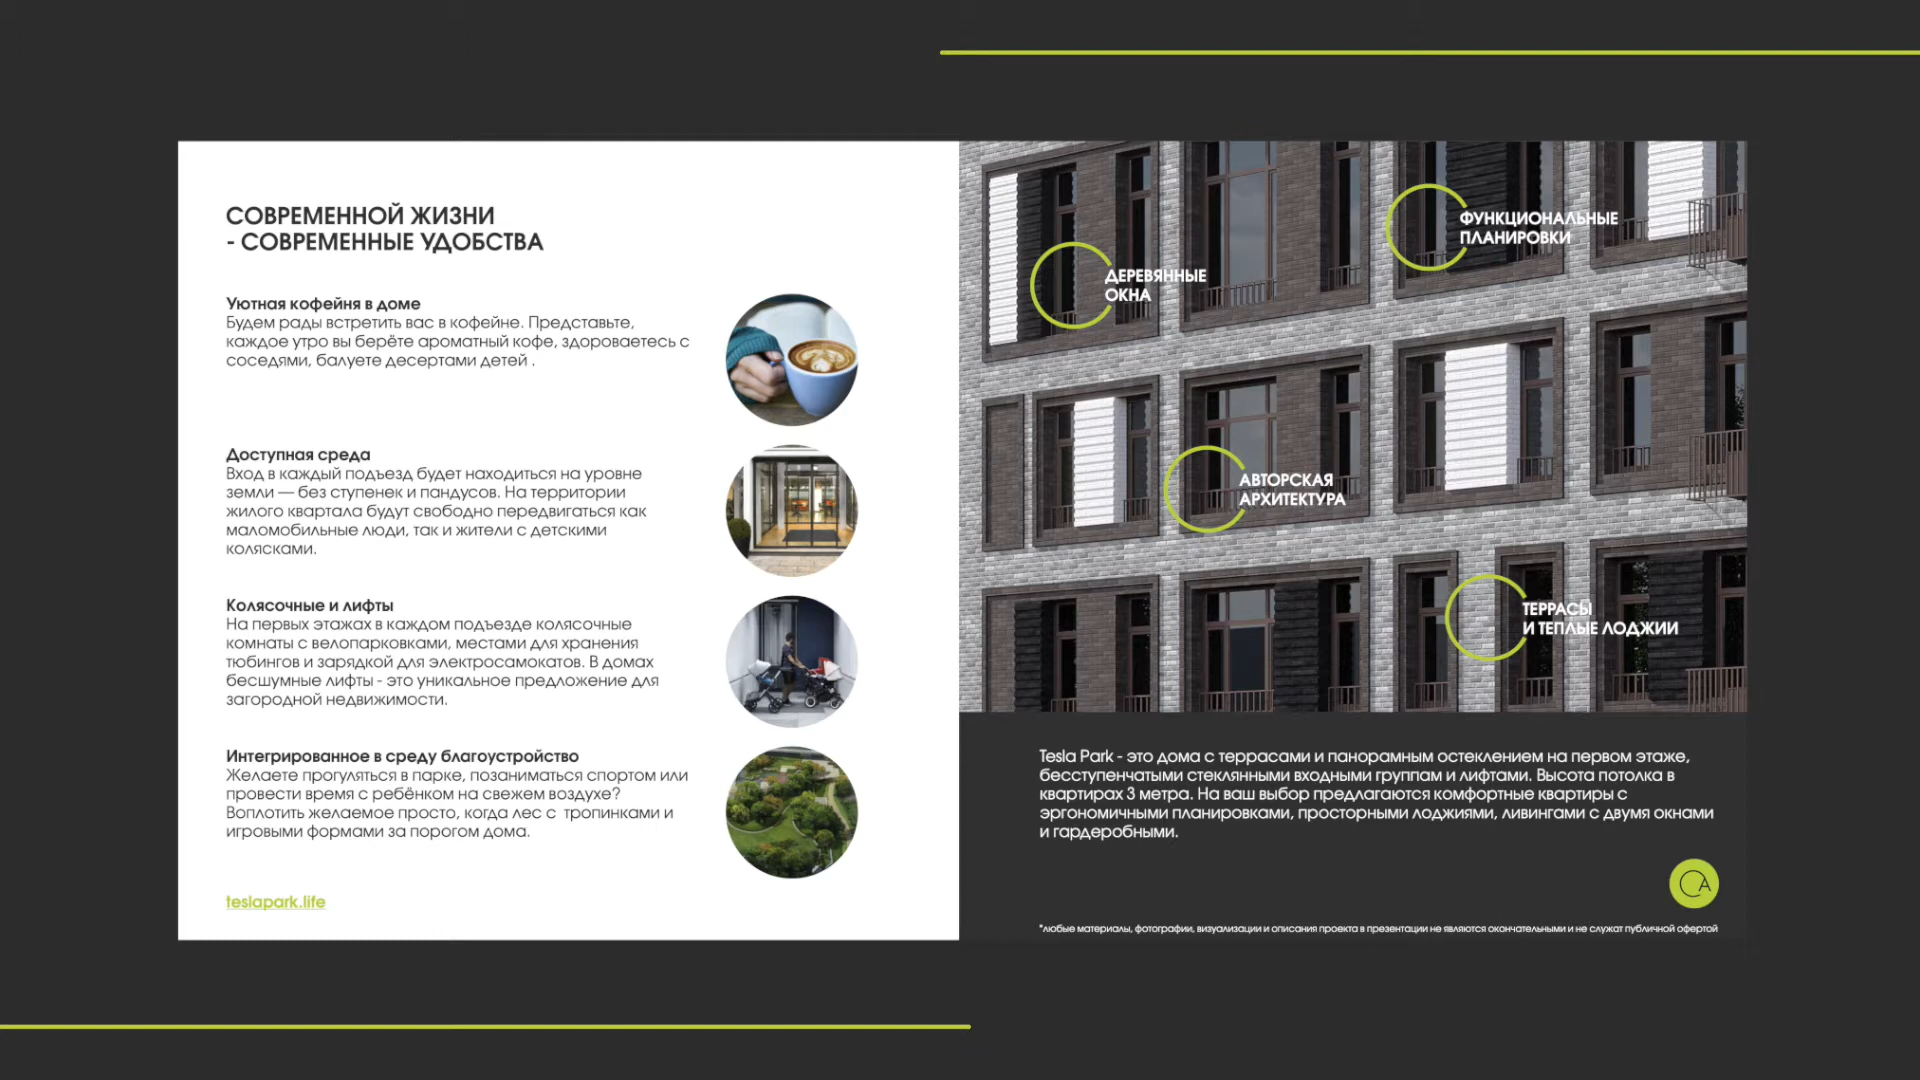 СОВРЕМЕННОЙ ЖИЗНИ
- СОВРЕМЕННЫЕ УДОБСТВА
Уютная кофейня в доме
Будем рады встретить вас в кофейне. Представьте,
каждое утро вы берёте ароматный кофе, здороваетесь с
соседями, балуете десертами детей .
Доступная среда
Вход в каждый подъезд будет находиться на уровне
земли — без ступенек и пандусов. На территории
жилого квартала будут свободно передвигаться как
маломобильные люди, так и жители с детскими
колясками.
Колясочные и лифты
На первых этажах в каждом подъезде колясочные
комнаты с велопарковками, местами для хранения
тюбингов и зарядкой для электросамокатов. В домах
бесшумные лифты - это уникальное предложение для
загородной недвижимости.
Интегрированное в среду благоустройство
Желаете прогуляться в парке, позаниматься спортом или
провести время с ребёнком на свежем воздухе?
Воплотить желаемое просто, когда лес с тропинками и
игровыми формами за порогом дома.
teslapark.life
ФУНКЦИОНАЛЬНЫЕ
ПЛАНИРОВКИ
ДЕРЕВЯННЫЕ
ОКНА
АВТОРСКАЯ
АРХИТЕКТУРА
ТЕРРАСЫ
И ТЕПЛЫЕ ЛОДЖИИ
Tesla Park - это дома с террасами и панорамным остеклением на первом этаже,
бесступенчатыми стеклянными входными группам и лифтами. Высота потолка в
квартирах 3 метра. На ваш выбор предлагаются комфортные квартиры с
эргономичными планировками, просторными лоджиями, ливингами с двумя окнами
и гардеробными.
СА
*любые материалы, фотографии, визуализации и описания проекта в презентации не являются окончательными и не служат публичной офертой